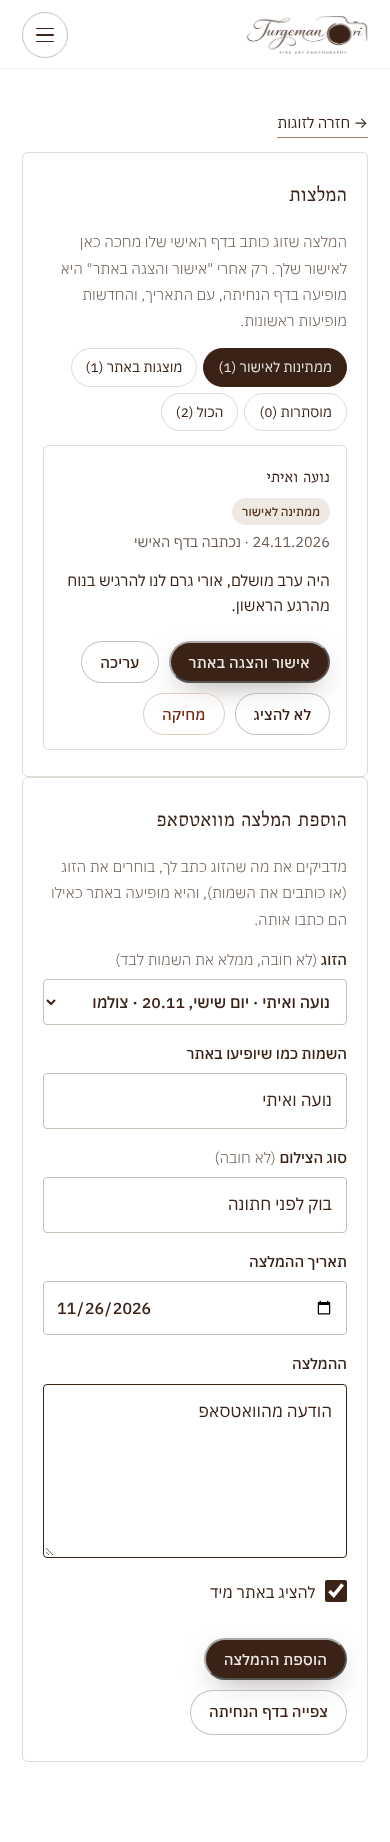 Turgeman Ori
FINE ART PHOTOGRAPHY
→ חזרה לזוגות
המלצות
המלצה שזוג כותב בדף האישי שלו מחכה כאן
לאישור שלך. רק אחרי "אישור והצגה באתר" היא
מופיעה בדף הנחיתה, עם התאריך, והחדשות
מופיעות ראשונות.
ממתינות לאישור (1)
מוצגות באתר (1)
מוסתרות (0)
הכול (2)
נועה ואיתי
ממתינה לאישור
24.11.2026 · נכתבה בדף האישי
היה ערב מושלם, אורי גרם לנו להרגיש בנוח
מהרגע הראשון.
אישור והצגה באתר
עריכה
לא להציג
מחיקה
הוספת המלצה מוואטסאפ
מדביקים את מה שהזוג כתב לך, בוחרים את הזוג
(או כותבים את השמות), והיא מופיעה באתר כאילו
הם כתבו אותה.
הזוג (לא חובה, ממלא את השמות לבד)
נועה ואיתי · יום שישי, 20.11 · צולמו
השמות כמו שיופיעו באתר
נועה ואיתי
סוג הצילום (לא חובה)
בוק לפני חתונה
תאריך ההמלצה
11/26/2026
ההמלצה
הודעה מהוואטסאפ
להציג באתר מיד
הוספת ההמלצה
צפייה בדף הנחיתה